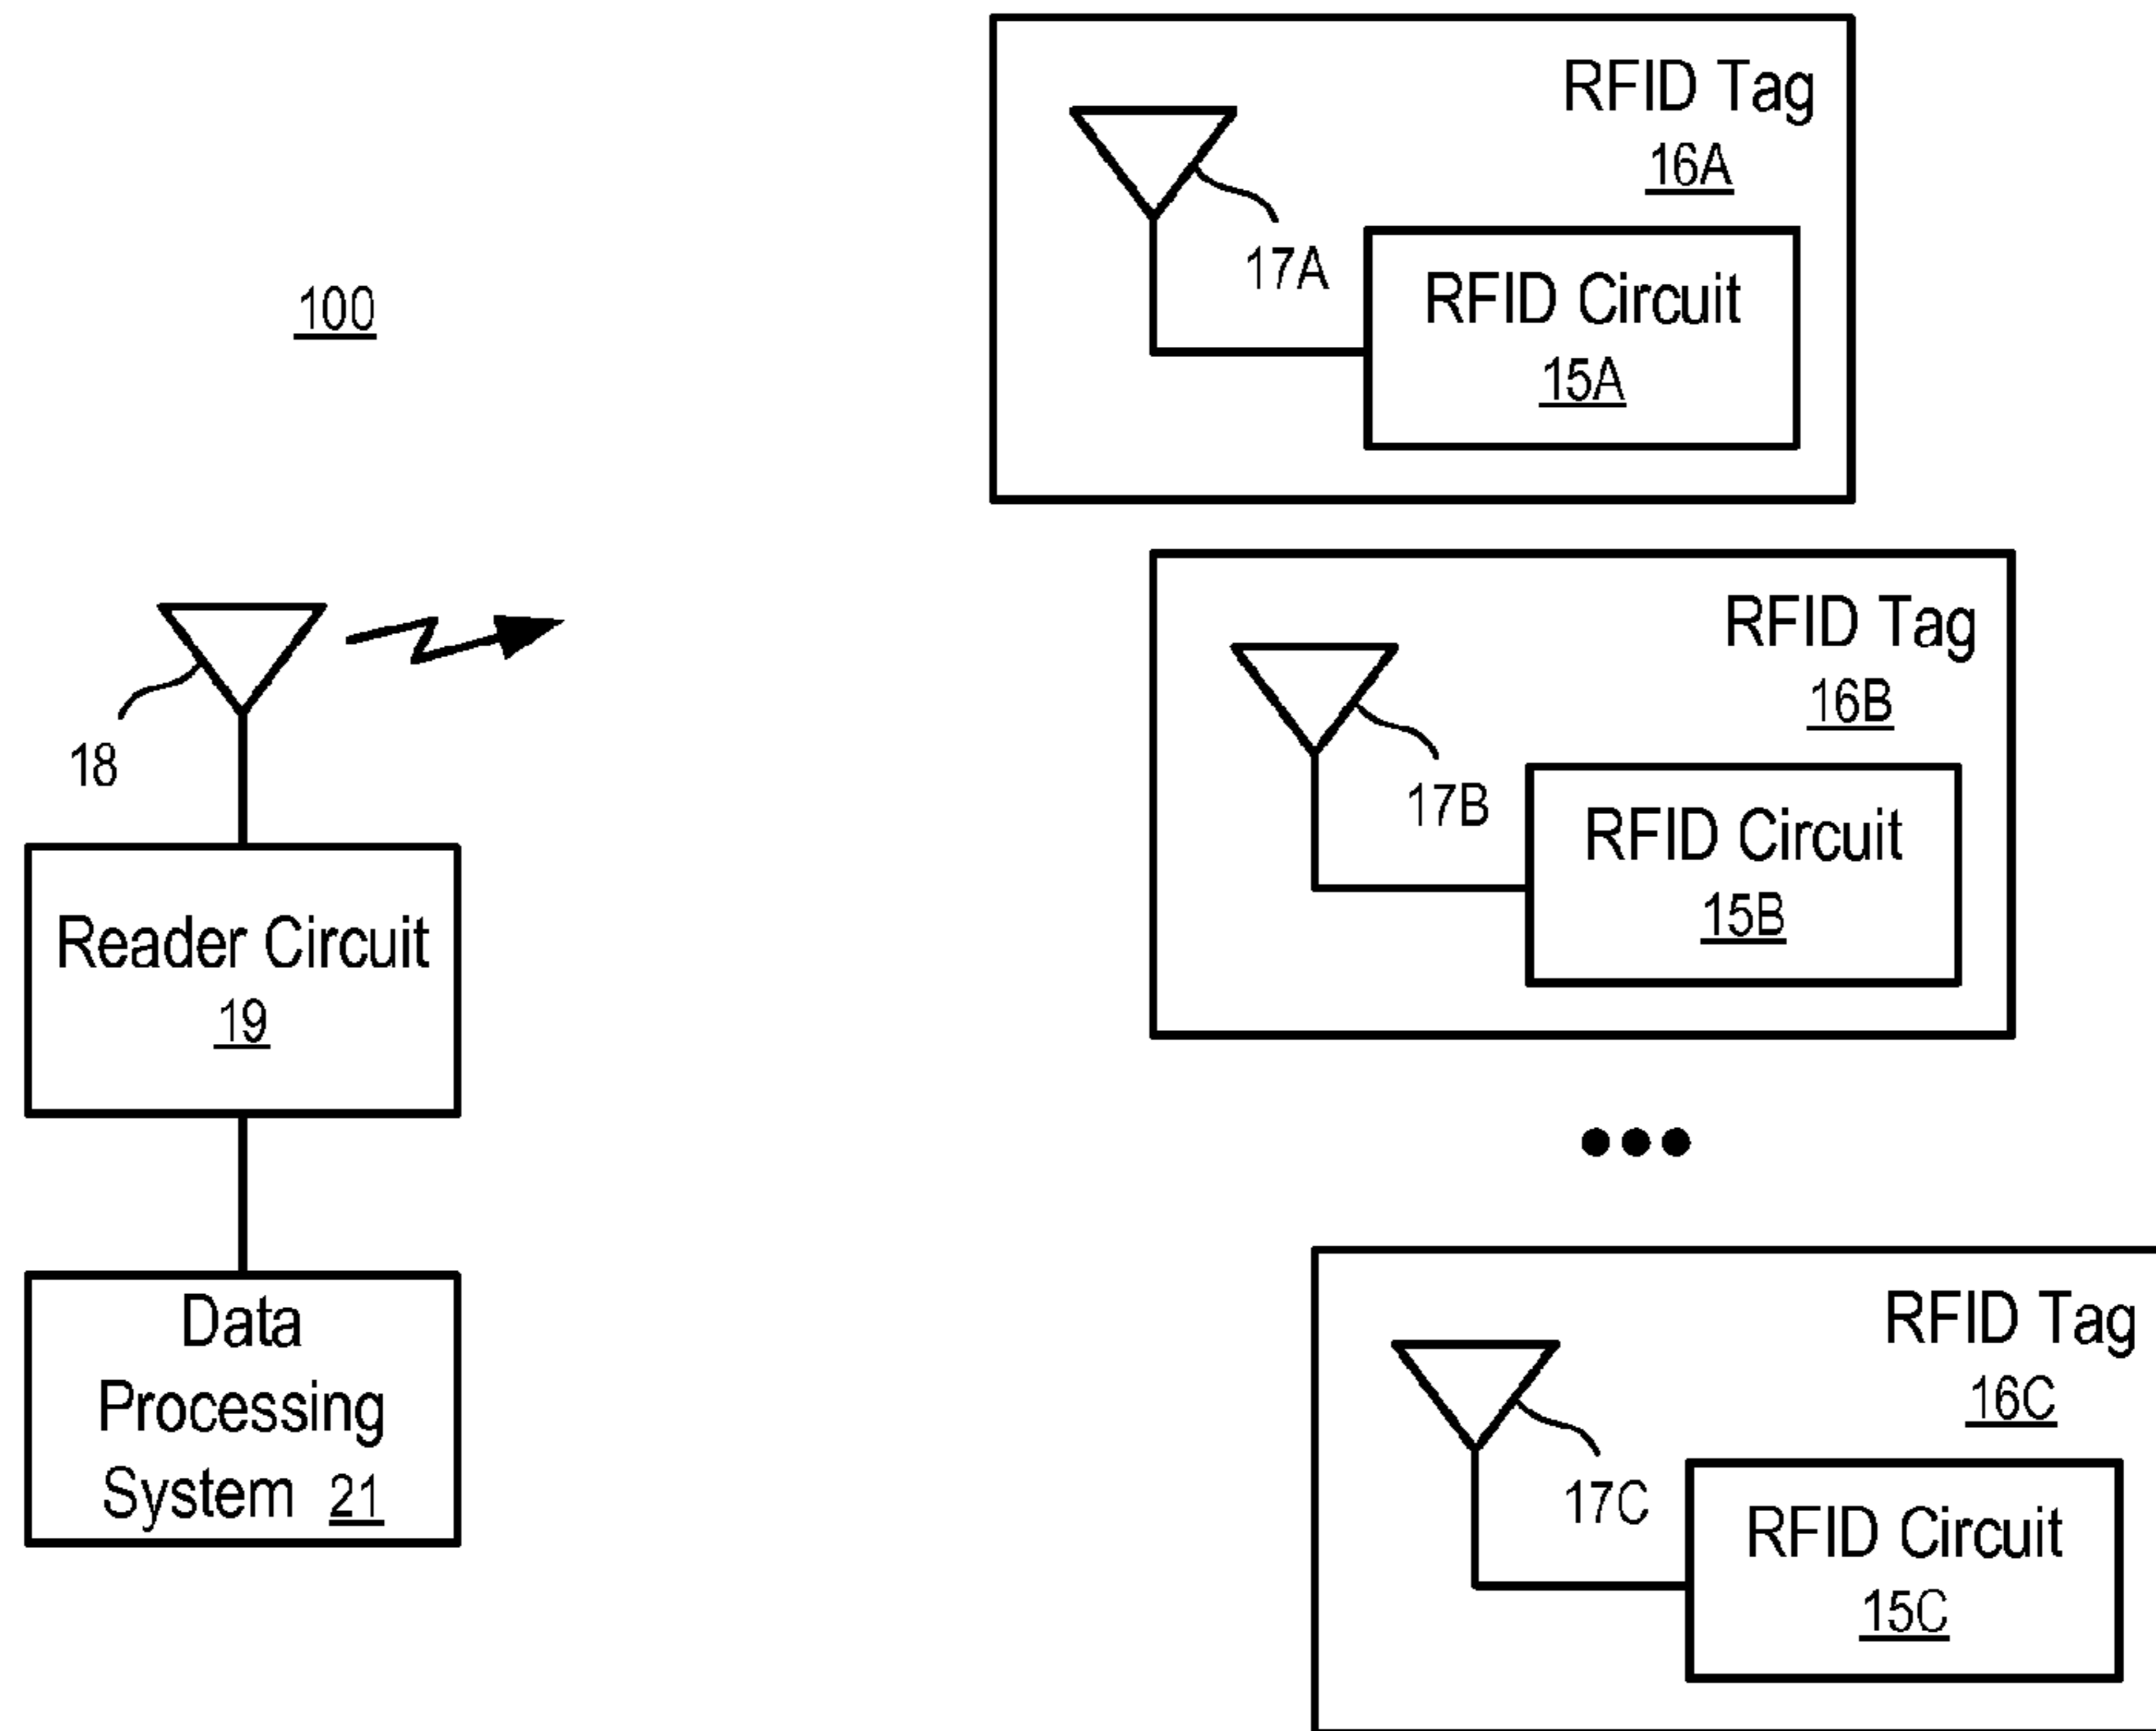 100
18
Reader Circuit
19
Data
Processing
System 21
RFID Tag
16A
17A
RFID Circuit
15A
RFID Tag
16B
17B
RFID Circuit
15B
RFID Tag
16C
17C
RFID Circuit
15C